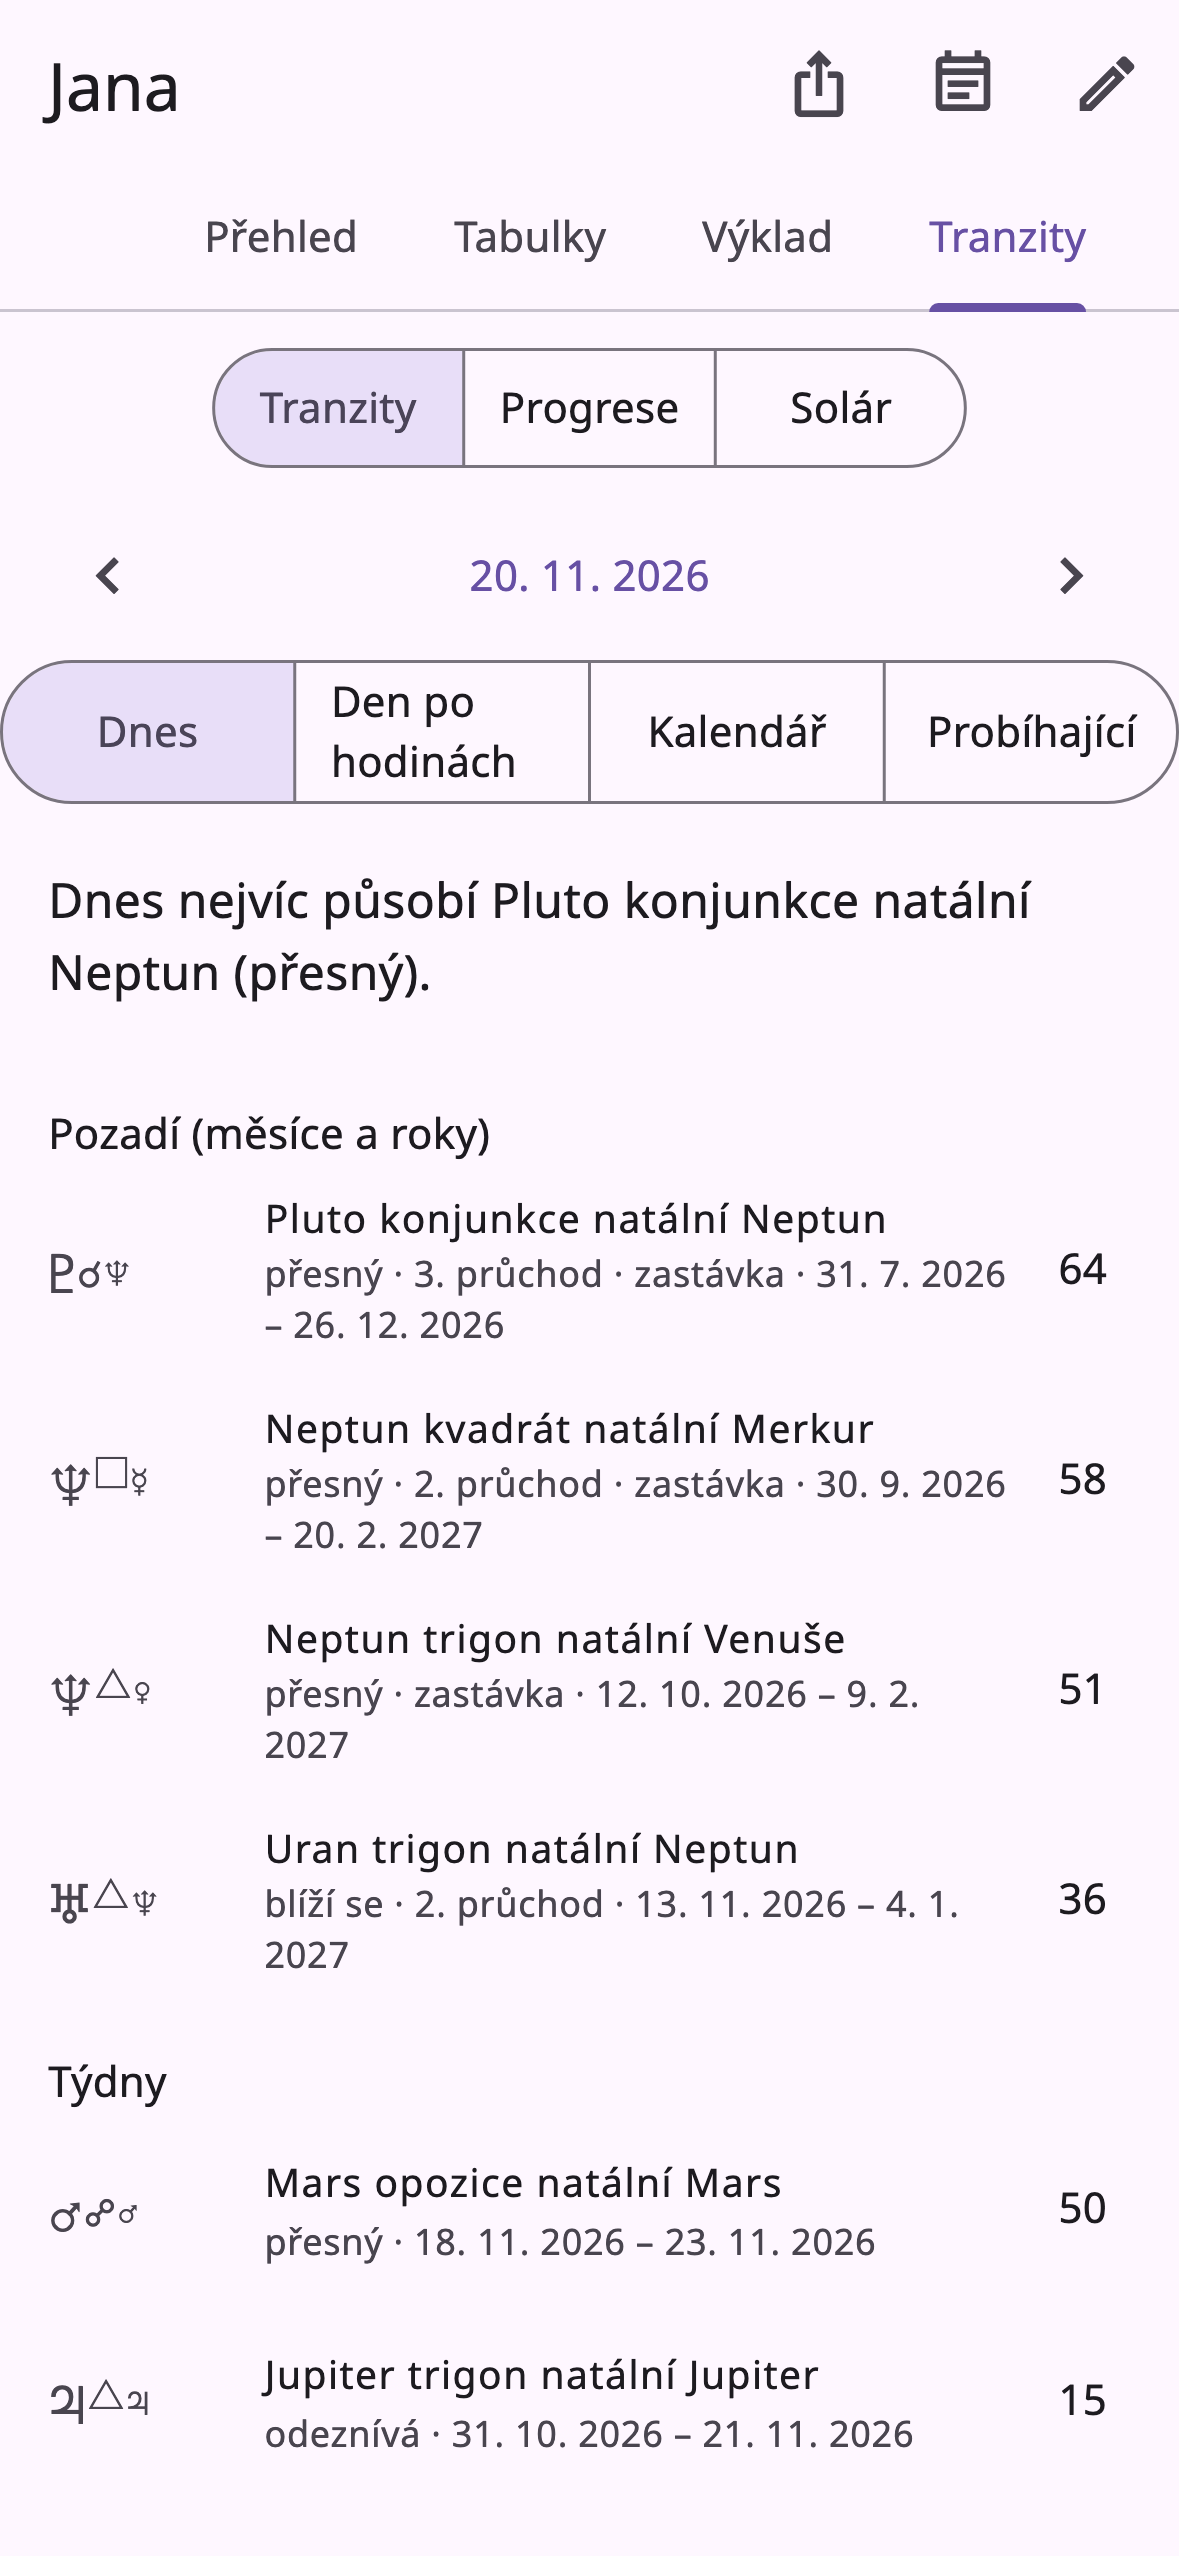 Jana
Přehled
Tabulky
Výklad
Tranzity
Tranzity
Progrese
Solár
20. 11. 2026
Dnes
Den po
hodinách
Kalendář
Probíhající
Dnes nejvíc působí Pluto konjunkce natální
Neptun (přesný).
Pozadí (měsíce a roky)
Pluto konjunkce natální Neptun
přesný · 3. průchod · zastávka · 31. 7. 2026
– 26. 12. 2026
♇☌♆
64
Neptun kvadrát natální Merkur
přesný · 2. průchod · zastávka · 30. 9. 2026
– 20. 2. 2027
♆□☿
58
Neptun trigon natální Venuše
přesný · zastávka · 12. 10. 2026 – 9. 2.
2027
♆△♀
51
Uran trigon natální Neptun
blíží se · 2. průchod · 13. 11. 2026 – 4. 1.
2027
♅△♆
36
Týdny
Mars opozice natální Mars
přesný · 18. 11. 2026 – 23. 11. 2026
♂☍♂
50
Jupiter trigon natální Jupiter
odeznívá · 31. 10. 2026 – 21. 11. 2026
♃△♃
15